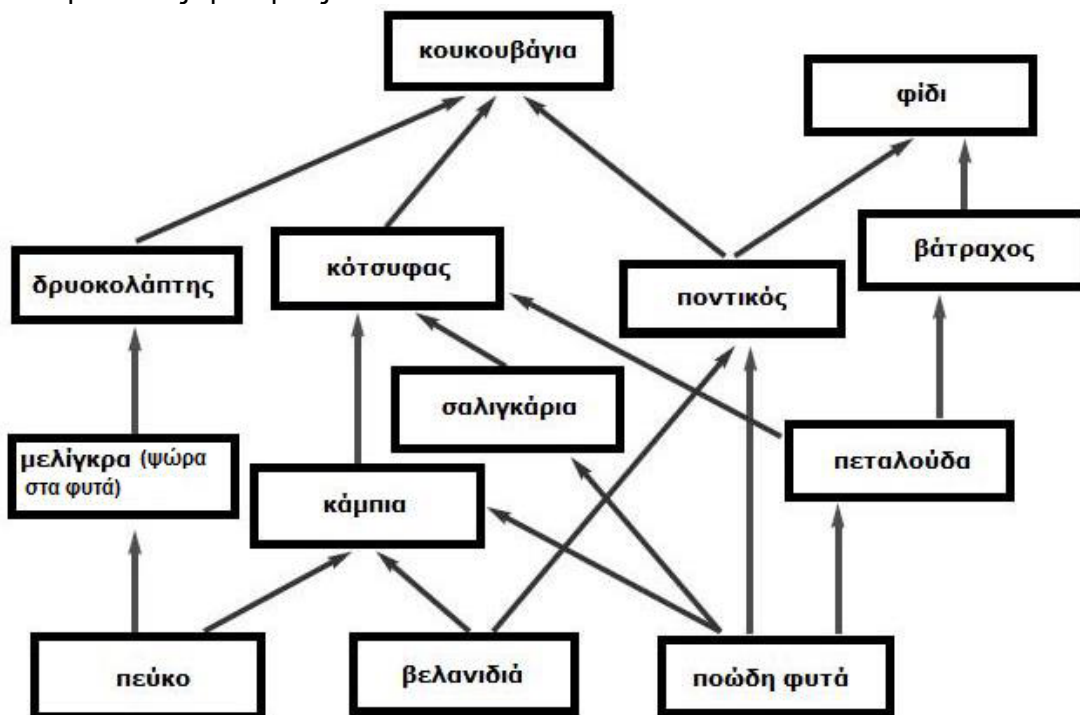 κουκουβάγια
φίδι
βάτραχος
κότσυφας
δρυοκολάπτης
ποντικός
σαλιγκάρια
πεταλούδα
μελίγκρα (ψώρα
στα φυτά)
κάμπια
πεύκο
βελανιδιά
ποώδη φυτά